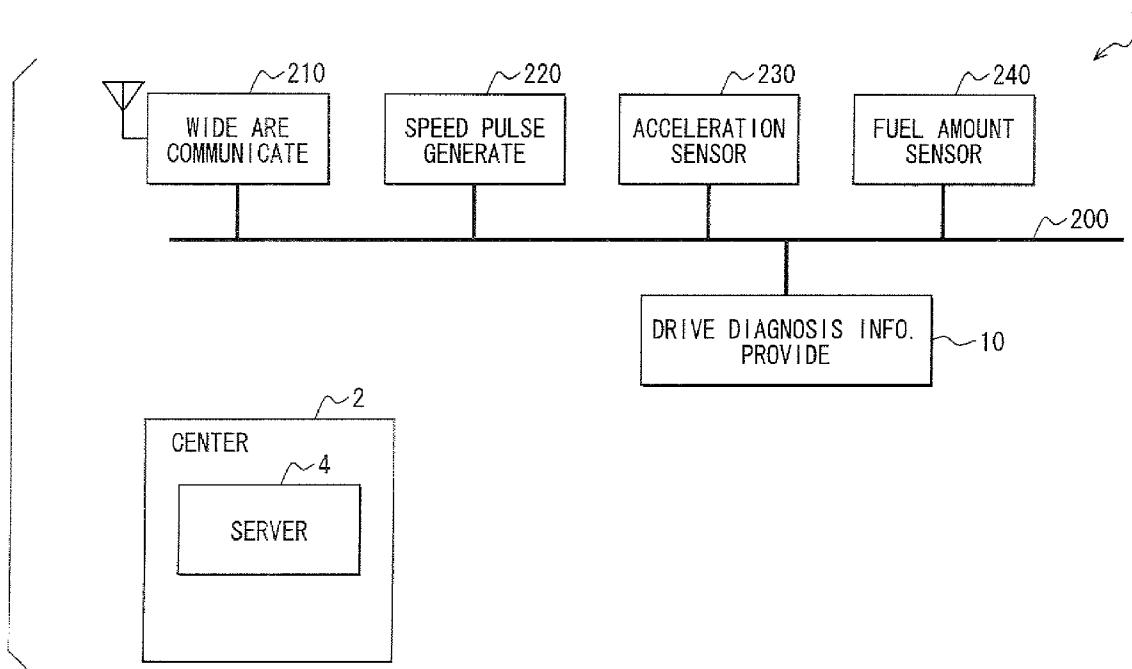 210
220
230
240
WIDE ARE
COMMUNICATE
SPEED PULSE
GENERATE
ACCELERATION
SENSOR
FUEL AMOUNT
SENSOR
200
DRIVE DIAGNOSIS INFO.
PROVIDE
10
2
CENTER
4
SERVER